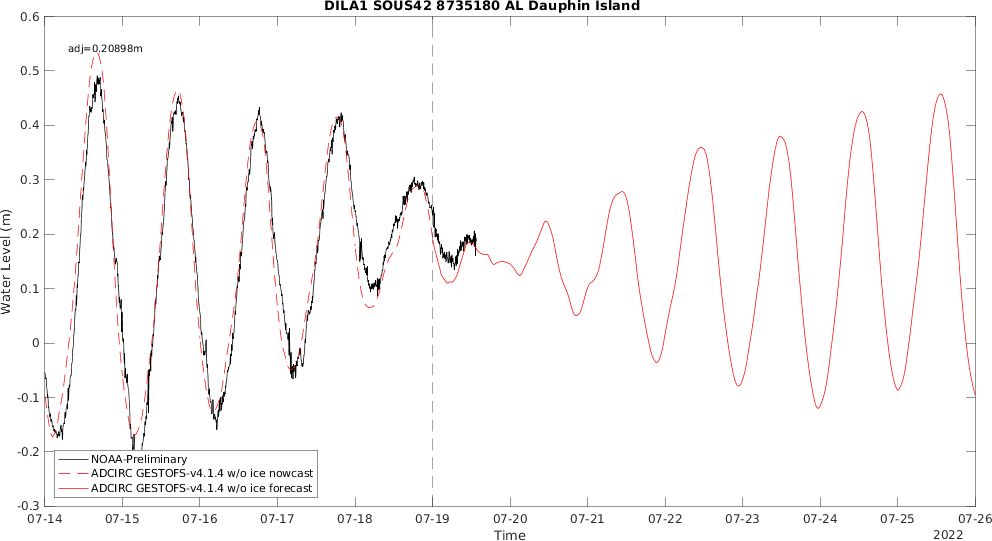 DILA1 SOUS42 8735180 AL Dauphin Island
adj=0.20898m
Water Level (m)
0.6
0.5
0.4
0.3
0.2
0.1
0
-0.1
-0.2
-0.3
NOAA-Preliminary
ADCIRC GESTOFS-v4.1.4 w/o ice nowcast
ADCIRC GESTOFS-v4.1.4 w/o ice forecast
07-14 07-15 07-16 07-17 07-18 07-19 07-20 07-21 07-22 07-23 07-24 07-25 07-26
Time
2022